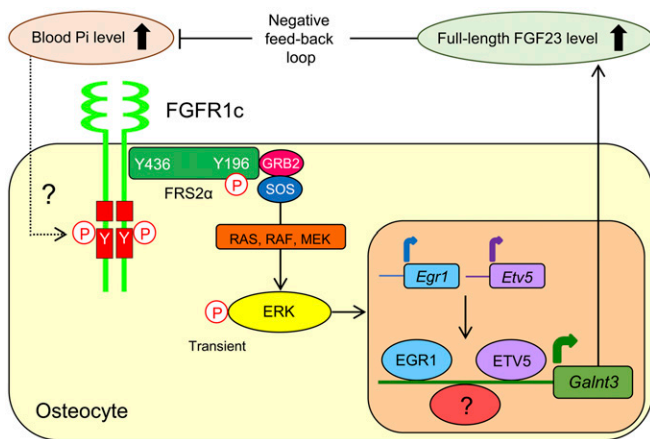 Blood Pi level
Negative
feed-back
loop
Full-length FGF23 level
FGFR1c
Y436
Y196
GRB2
P
SOS
FRS2α
?
P
Y
Y
P
RAS, RAF, MEK
Egr1
Etv5
P
ERK
Transient
EGR1
ETV5
Galnt3
?
Osteocyte